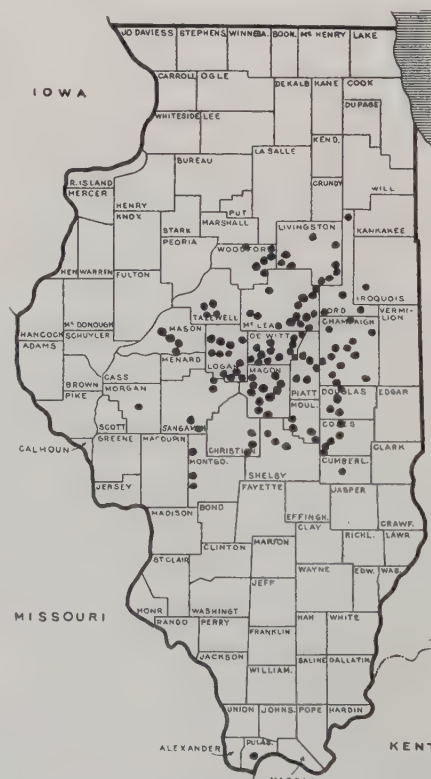 JO DAVIESS STEPHENS WINNEBA. BOON. Mc HENRY LAKE
IOWA
CARROLL OGLE
DEKALB KANE COOK
DUPAGE
WHITESIDE LEE
KEND.
LA SALLE
BUREAU
R. ISLAND
MERCER
HENRY
GRUNDY
WILL
KNOX
PUT
STARK MARSHALL
PEORIA
LIVINGSTON
KANKAKEE
WOODFORD
HEN WARREN FULTON
TAZEWELL
IROQUOIS
FORD
Mc LEA
CHAMPAIGN VERMILION
HANCOCK Mc DONOUGH
MASON
DE WITT
ADAMS SCHUYLER
MENARD
LOGAN
MACON
CASS
BROWN MORGAN
PIKE
PIATT DOUGLAS EDGAR
MOUL.
SCOTT
SANGAM
COLES
CALHOUN
GREENE MACOUPIN
CHRISTIAN
CLARK
MONTGO.
CUMBERL.
SHELBY
JERSEY
FAYETTE
JASPER
EFFINGH.
BOND
CRAWF.
MADISON
CLAY
RICHL. LAWR
CLINTON MARION
ST CLAIR
WAYNE EDW. WAB.
MISSOURI
JEFF
MONR
WASHINGT
RANDO PERRY
HAM WHITE
FRANKLIN
JACKSON
SALINE GALLATIN
WILLIAM.
UNION JOHNS. POPE HARDIN
ALEXANDER
PULAS.
KENT